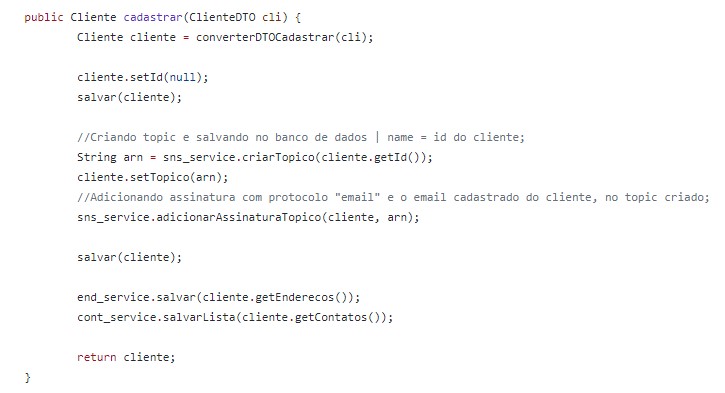 public Cliente cadastrar(ClienteDTO cli) {
Cliente cliente = converterDTOCadastrar(cli);
cliente.setId(null);
salvar(cliente);
//Criando topic e salvando no banco de dados | name = id do cliente;
String arn = sns_service.criarTopico(cliente.getId());
cliente.setTopico(arn);
//Adicionando assinatura com protocolo "email" e o email cadastrado do cliente, no topic criado;
sns_service.adicionarAssinaturaTopico(cliente, arn);
salvar(cliente);
end_service.salvar(cliente.getEnderecos());
cont_service.salvarLista(cliente.getContatos());
return cliente;
}